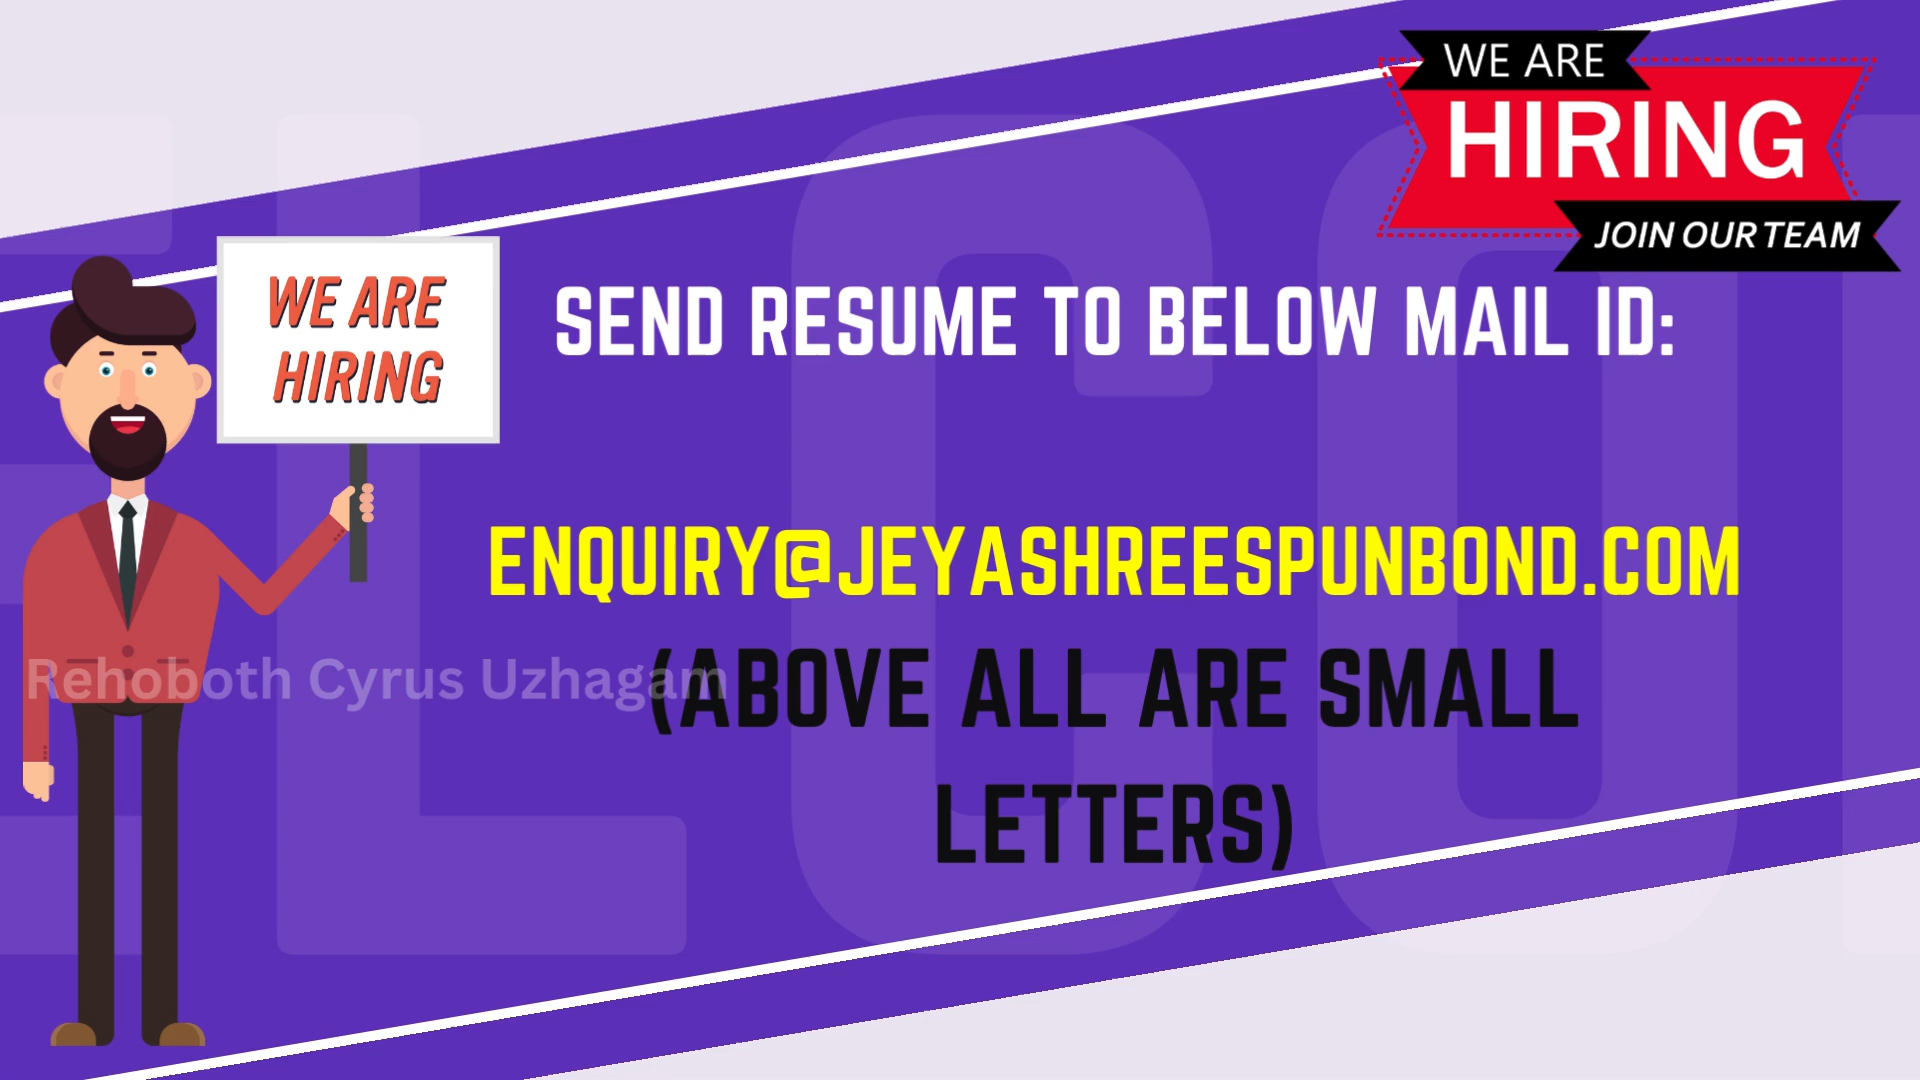 WE ARE
HIRING
JOIN OUR TEAM
WE ARE
HIRING
SEND RESUME TO BELOW MAIL ID:
ENQUIRY@JEYASHREESPUNBOND.COM
(ABOVE ALL ARE SMALL
LETTERS)
Rehoboth Cyrus Uzhagam